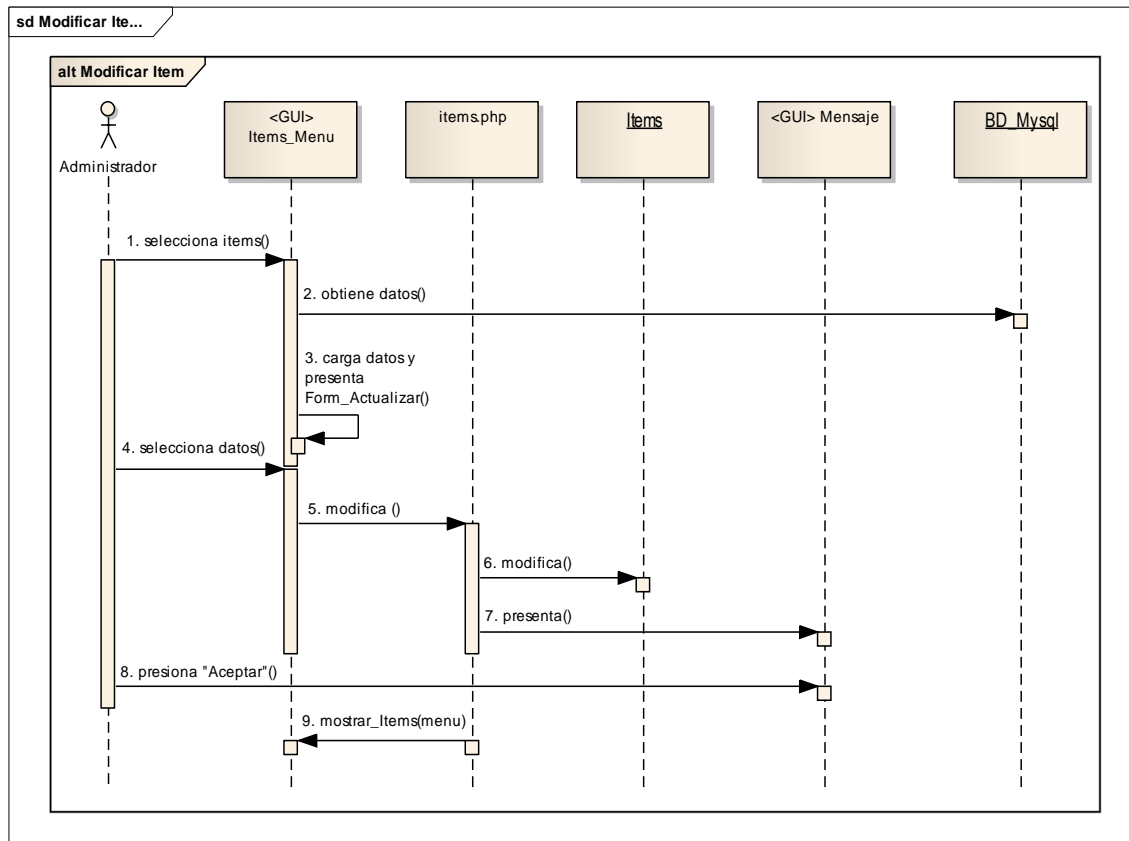 sd Modificar Ite...
alt Modificar Item
Administrador
<GUI>
Items_Menu
items.php
Items
<GUI> Mensaje
BD_Mysql
1. selecciona items()
2. obtiene datos()
3. carga datos y
presenta
Form_Actualizar()
4. selecciona datos()
5. modifica ()
6. modifica()
7. presenta()
8. presiona "Aceptar"()
9. mostrar_Items(menu)